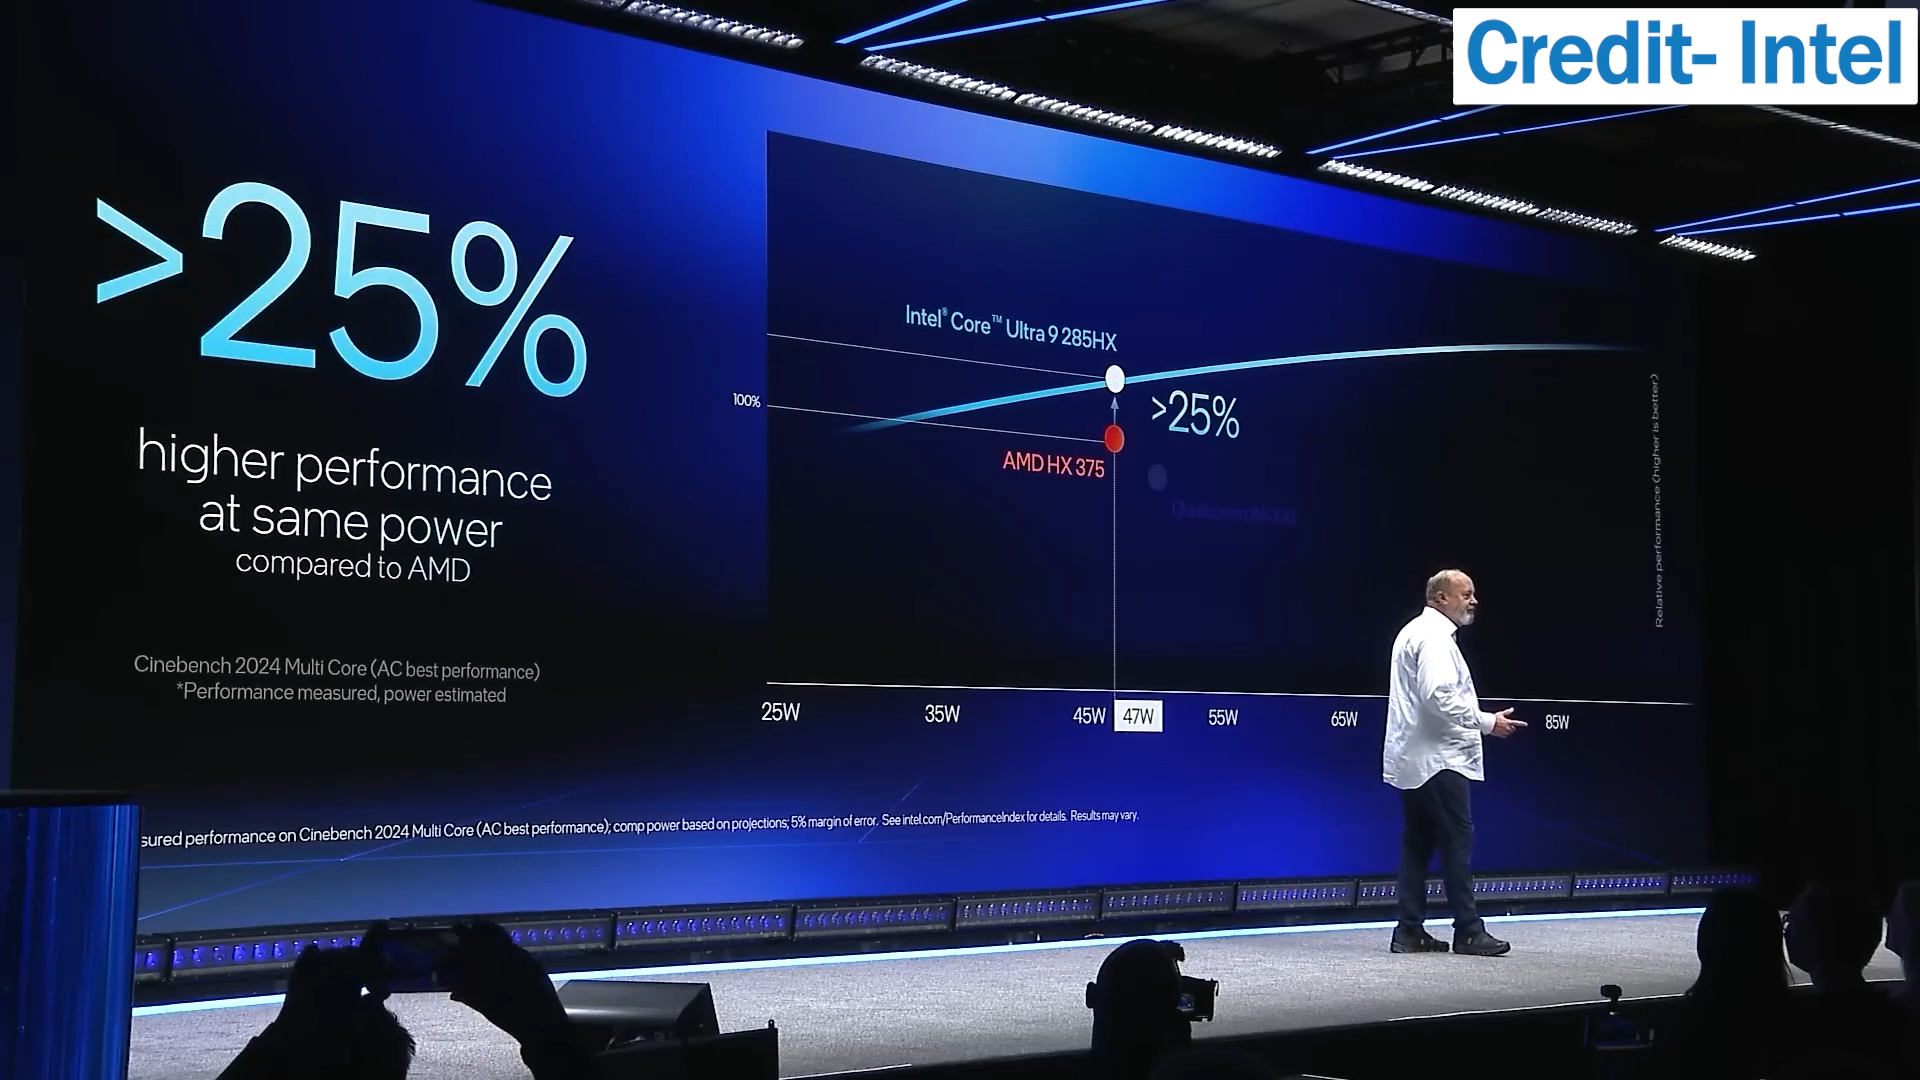 Credit- Intel
>25%
higher performance
at same power
compared to AMD
Cinebench 2024 Multi Core (AC best performance)
*Performance measured, power estimated
Intel® Core™ Ultra 9 285HX
100%
>25%
AMD HX 375
Relative performance (higher is better)
25W 35W 45W 47W 55W 65W 85W
sured performance on Cinebench 2024 Multi Core (AC best performance); comp power based on projections; 5% margin of error. See intel.com/PerformanceIndex for details. Results may vary.